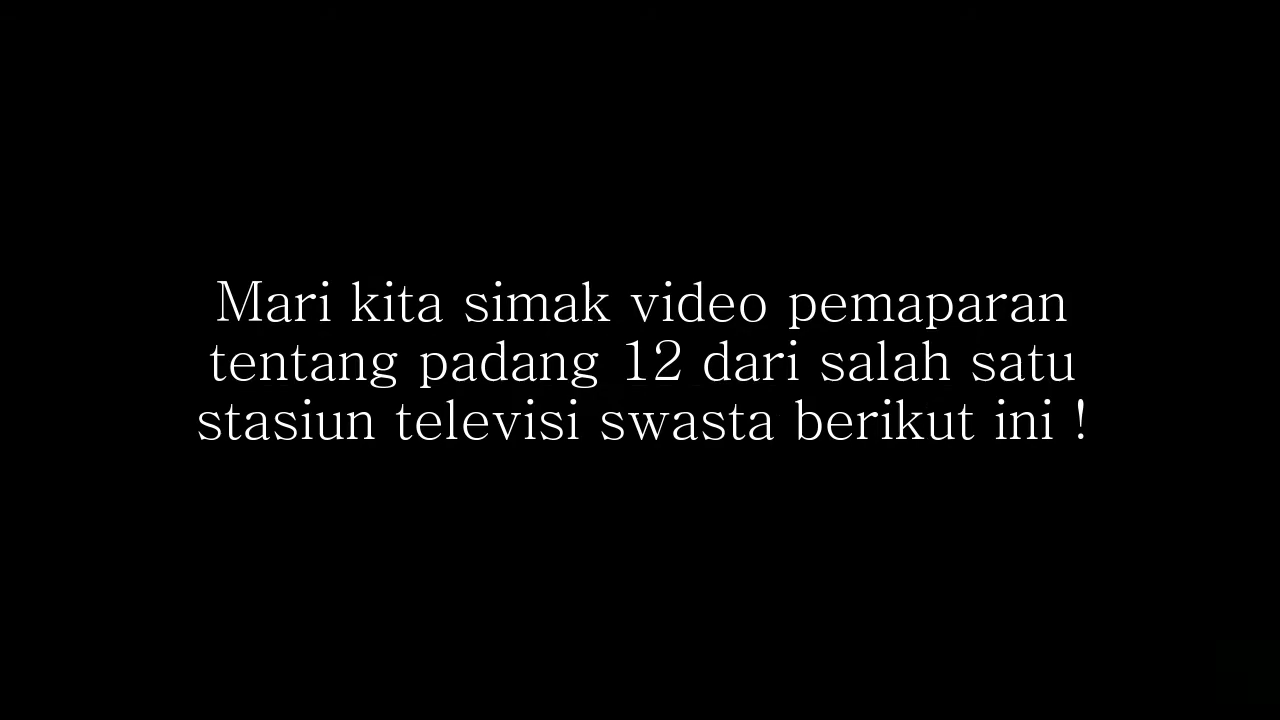 Mari kita simak video pemaparan
tentang padang 12 dari salah satu
stasiun televisi swasta berikut ini !